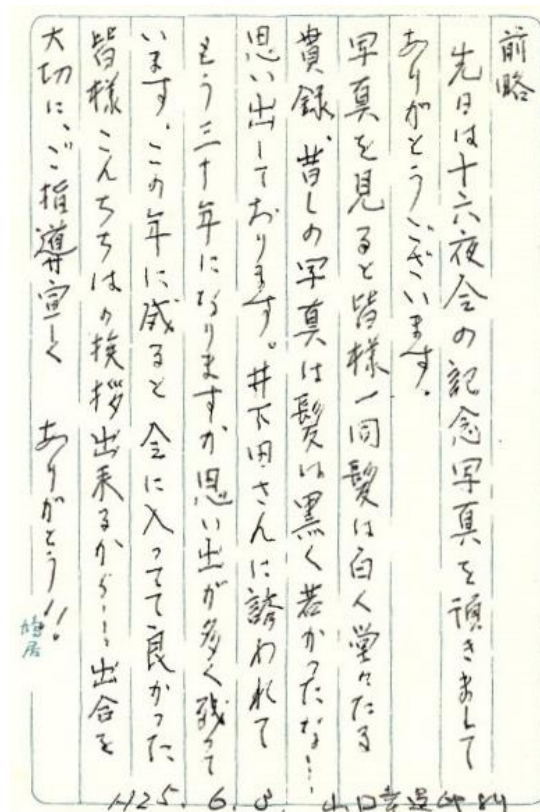 前略
先日は十六夜会の記念写真を頂きまして
ありがとうございます。
写真を見ると皆様一同髪は白く堂々たる
貫録、昔しの写真は髪は黒く若かったな…
思い出しております。井下田さんに誘われて
もう三十年になりますが思い出が多く残って
います。この年に成ると会に入ってて良かった
皆様こんちちはの挨拶出来るから…出合を
大切に、ご指導宜しく ありがとう!!
鳩居
H25.6.8. 山口